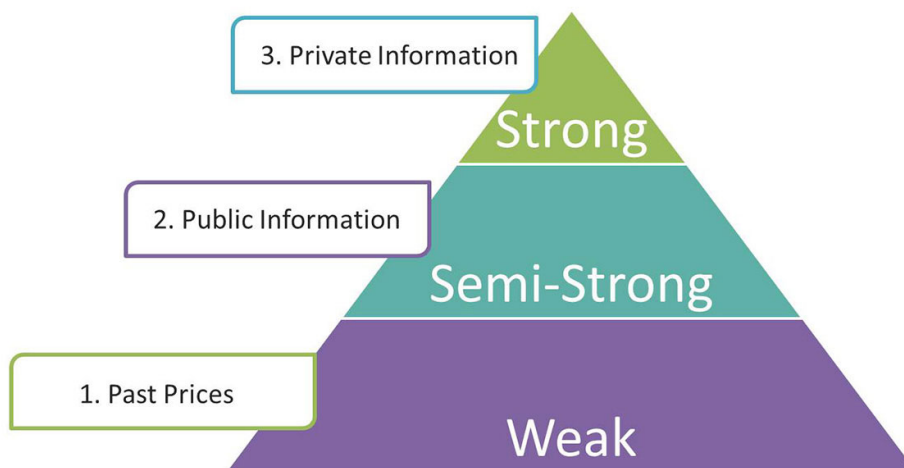 3. Private Information
Strong
2. Public Information
Semi-Strong
1. Past Prices
Weak